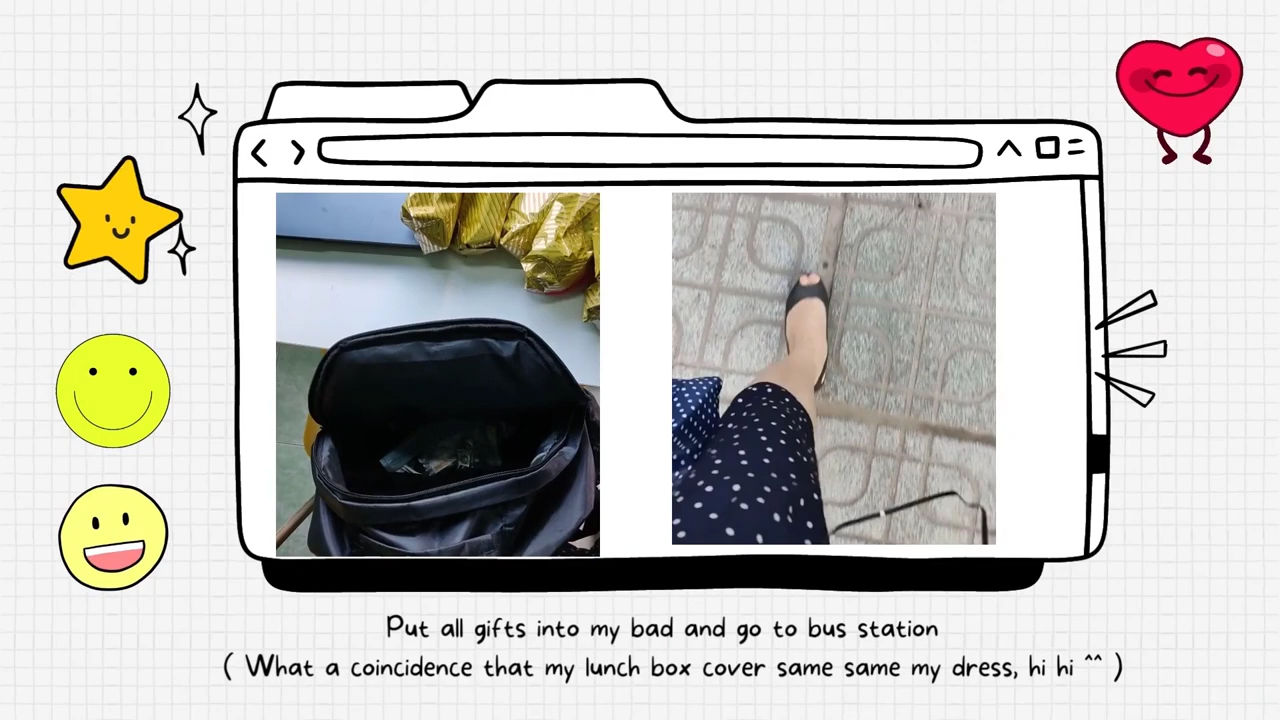 Put all gifts into my bad and go to bus station
( What a coincidence that my lunch box cover same same my dress, hi hi ^^ )